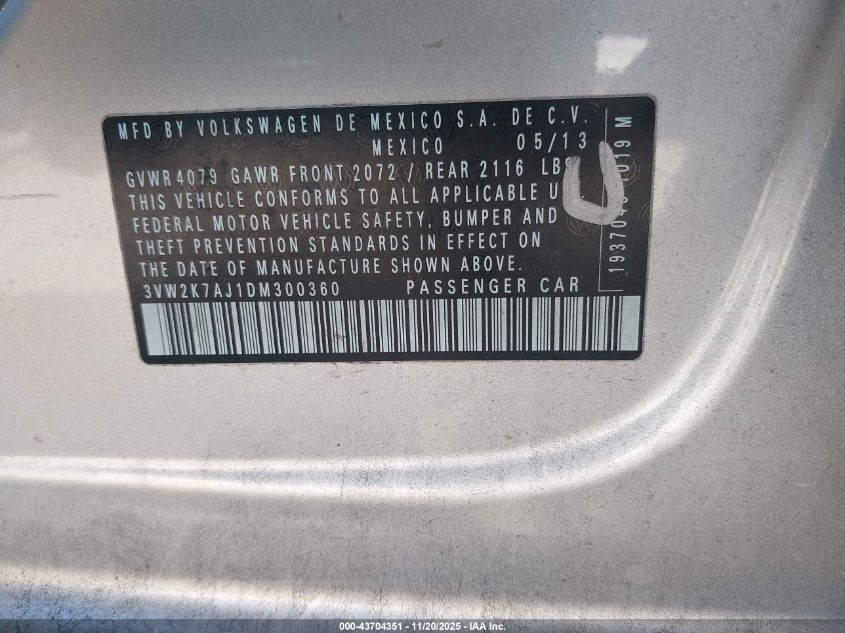 MFD BY VOLKSWAGEN DE MEXICO S.A. DE C.V.
MEXICO 05/13
GVWR 4079 GAWR FRONT 2072 / REAR 2116 LBS
THIS VEHICLE CONFORMS TO ALL APPLICABLE U
FEDERAL MOTOR VEHICLE SAFETY, BUMPER AND
THEFT PREVENTION STANDARDS IN EFFECT ON
THE DATE OF MANUFACTURE SHOWN ABOVE.
3VW2K7AJ1DM300360 PASSENGER CAR
000-43704351 | 11/20/2025 - IAA Inc.